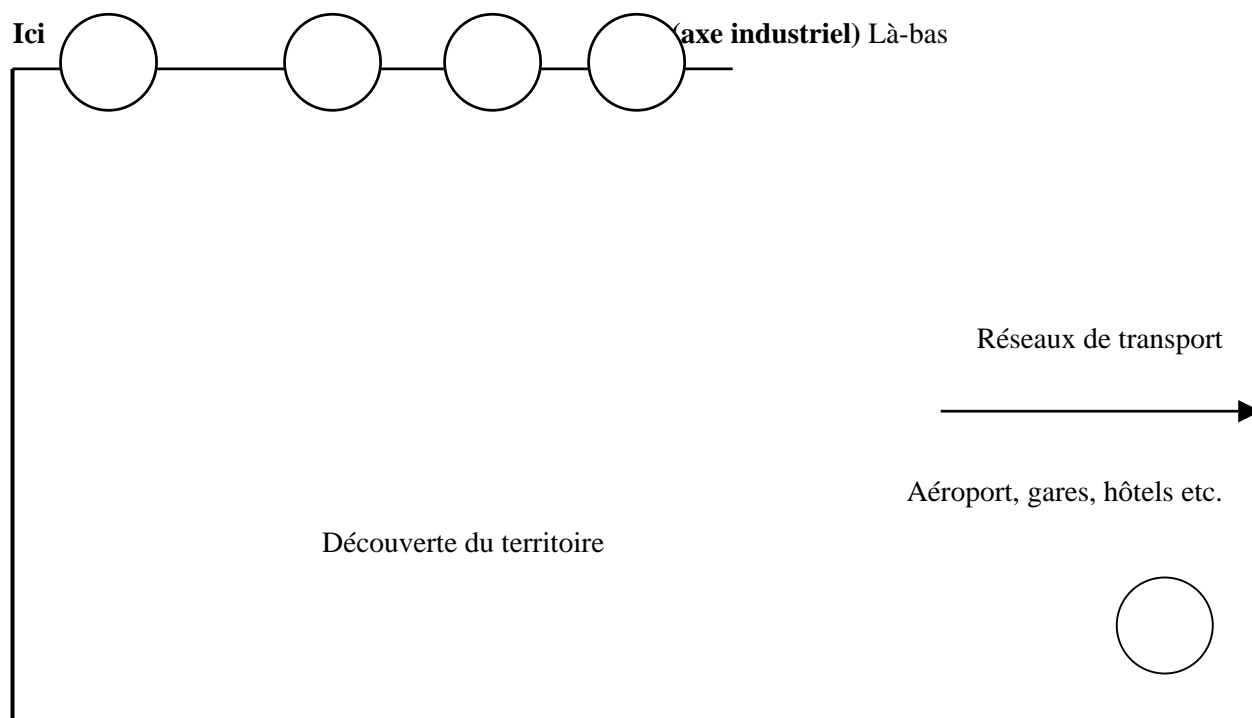 Ici (axe industriel) Là-bas
Réseaux de transport
Aéroport, gares, hôtels etc.
Découverte du territoire